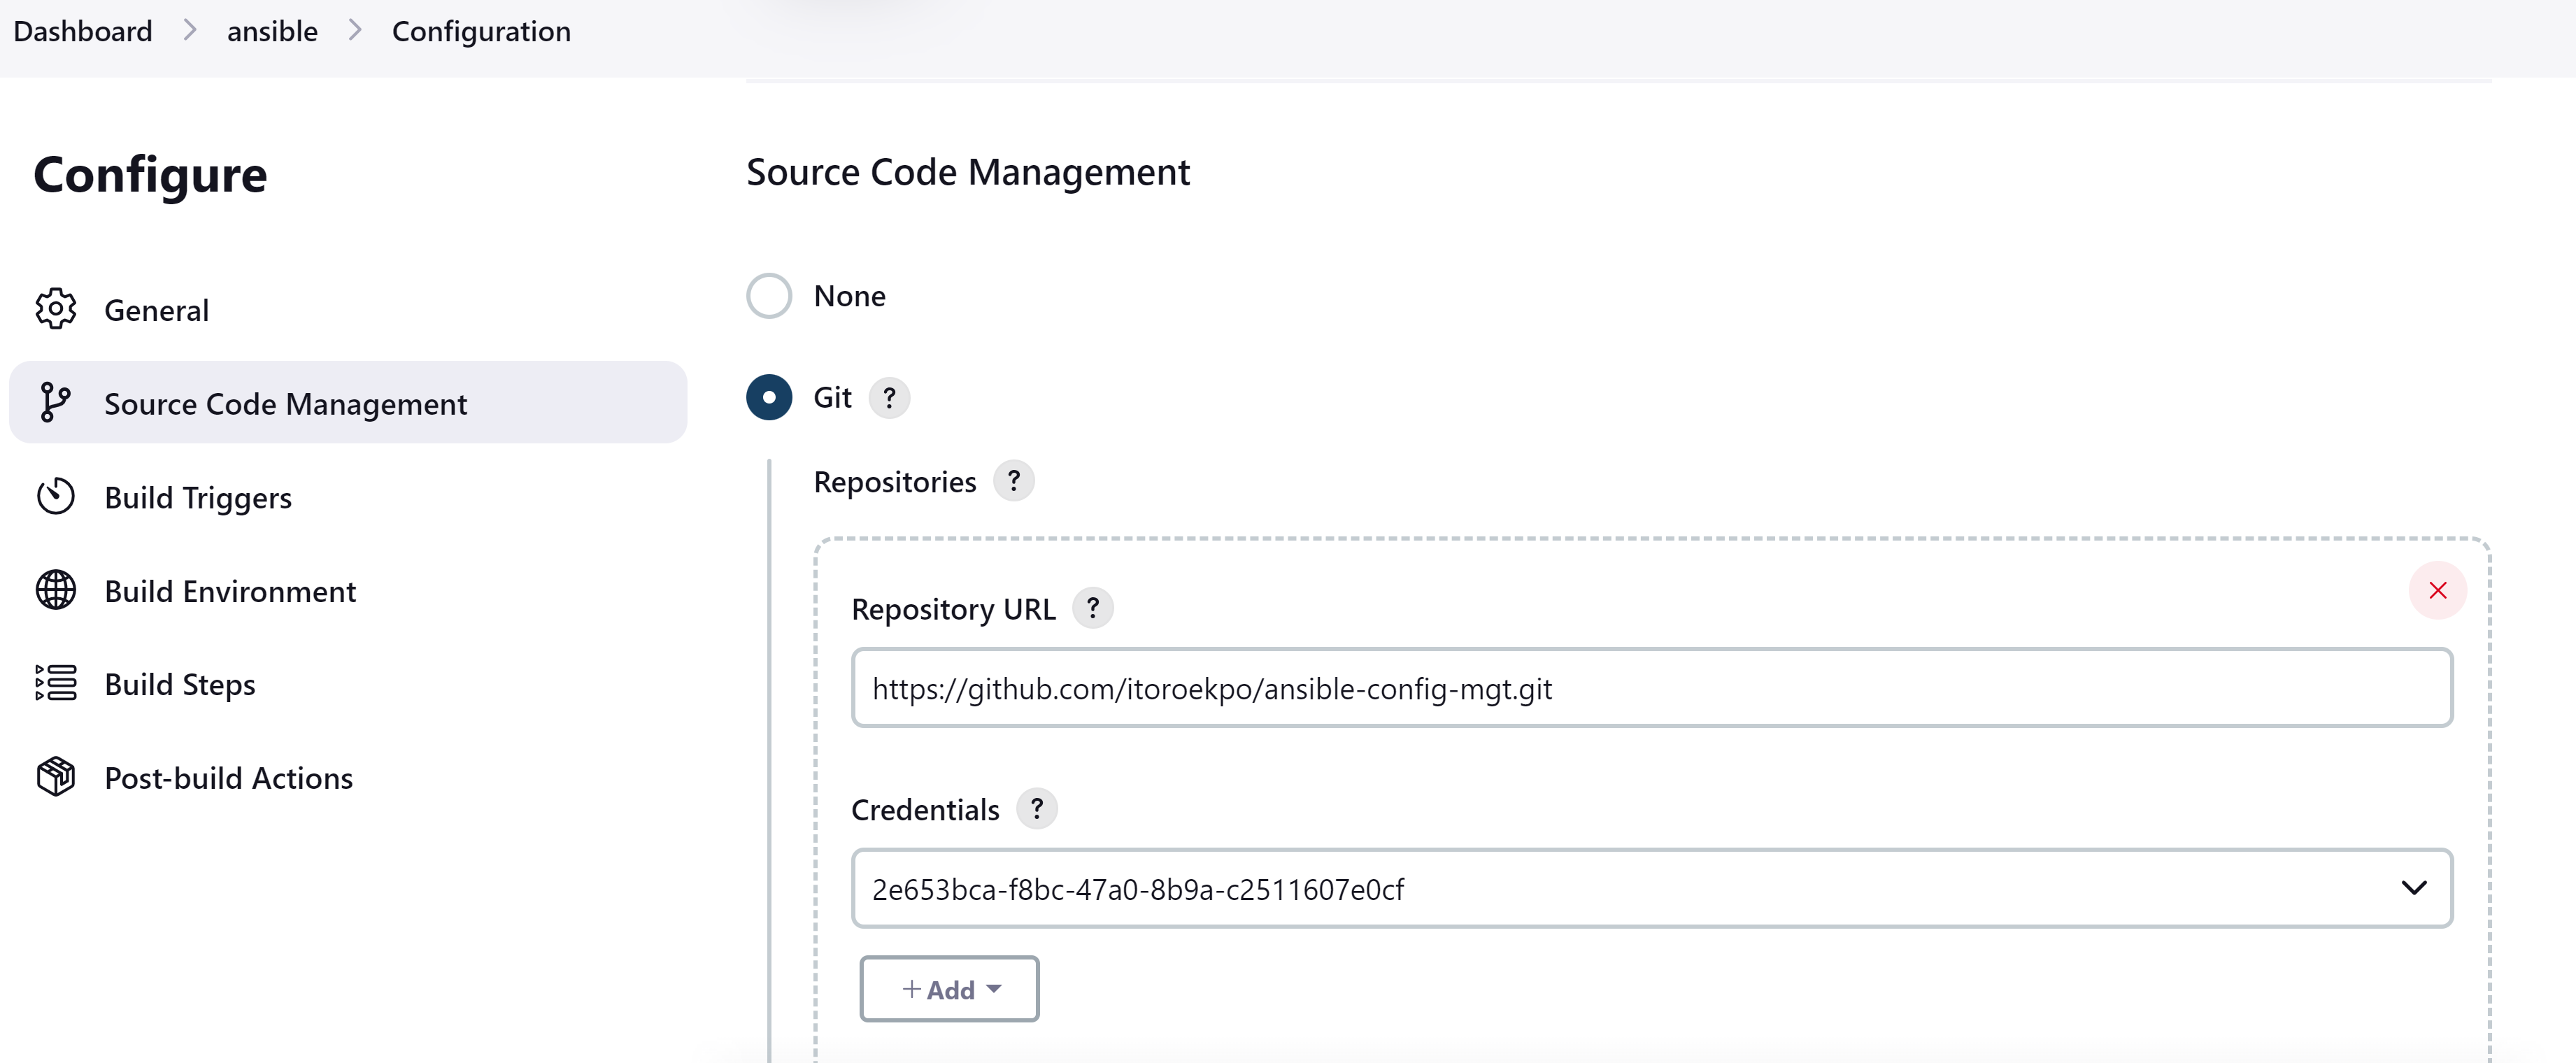 Dashboard > ansible > Configuration
Configure
General
Source Code Management
Build Triggers
Build Environment
Build Steps
Post-build Actions
Source Code Management
None
Git ?
Repositories ?
Repository URL ?
https://github.com/itoroekpo/ansible-config-mgt.git
Credentials ?
2e653bca-f8bc-47a0-8b9a-c2511607e0cf
+ Add